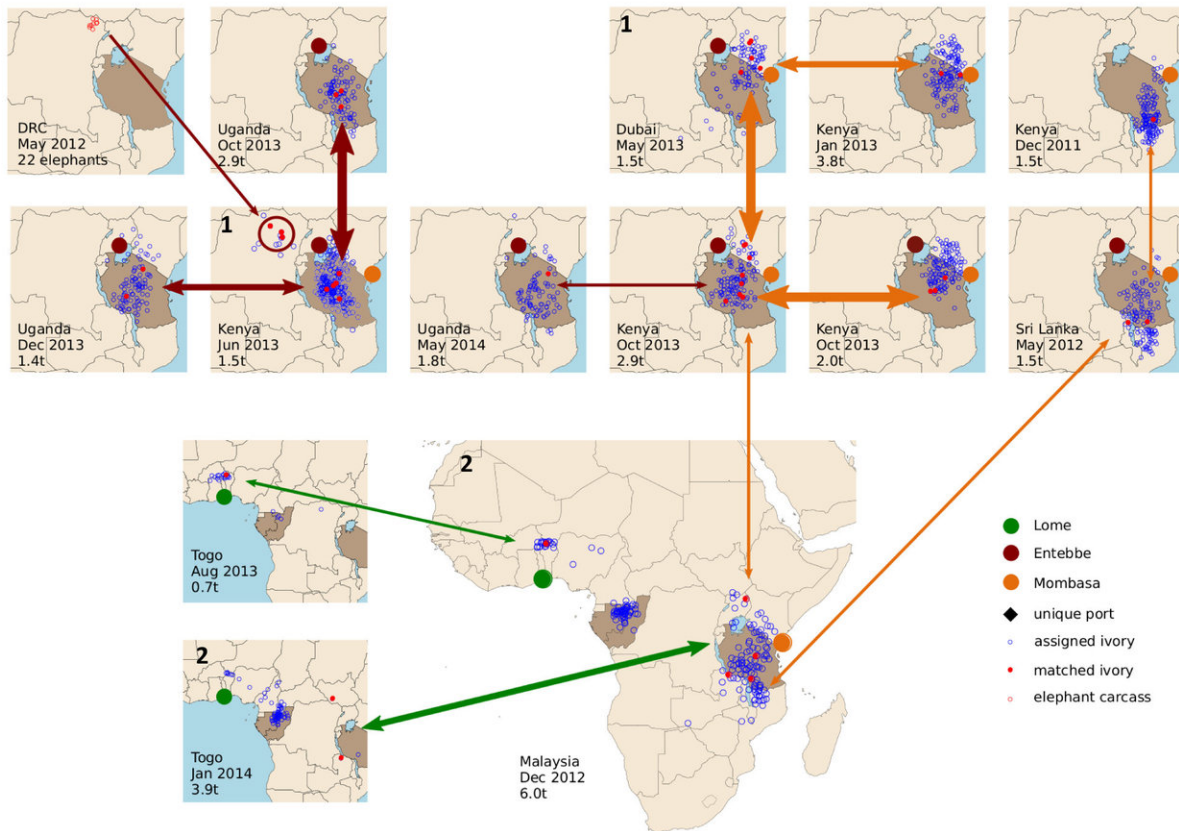 DRC
May 2012
22 elephants
Uganda
Oct 2013
2.9t
1
Dubai
May 2013
1.5t
Kenya
Jan 2013
3.8t
Kenya
Dec 2011
1.5t
Uganda
Dec 2013
1.4t
1
Kenya
Jun 2013
1.5t
Uganda
May 2014
1.8t
Kenya
Oct 2013
2.9t
Kenya
Oct 2013
2.0t
Sri Lanka
May 2012
1.5t
Togo
Aug 2013
0.7t
2
Togo
Jan 2014
3.9t
2
Malaysia
Dec 2012
6.0t
Lome
Entebbe
Mombasa
unique port
assigned ivory
matched ivory
elephant carcass